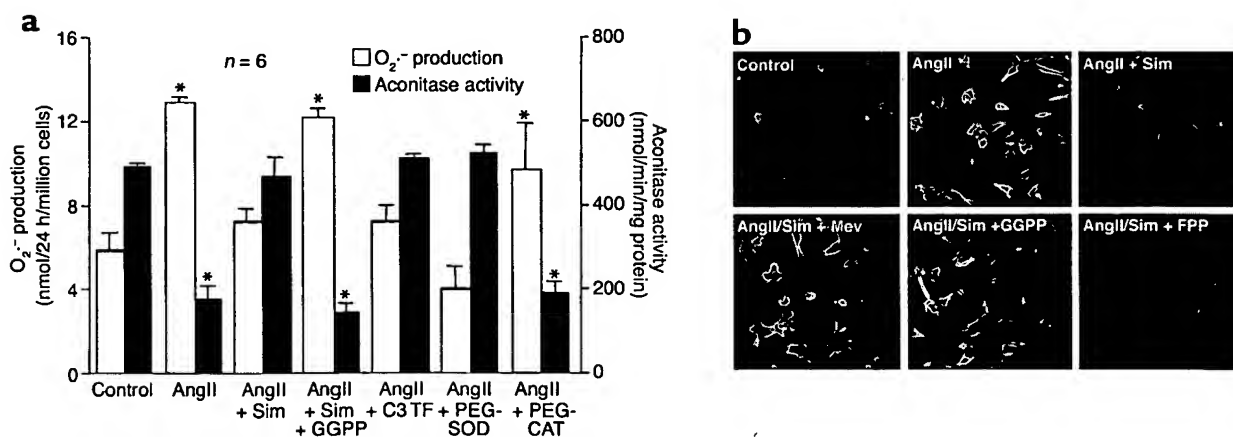 a
16
12
8
4
0
O₂·⁻ production
(nmol/24 h/million cells)
n = 6
O₂·⁻ production
Aconitase activity
*
*
*
*
*
*
800
600
400
200
0
Aconitase activity
(nmol/min/mg protein)
Control
AngII
AngII
+ Sim
AngII
+ Sim
+ GGPP
AngII
+ C3 TF
AngII
+ PEG-
SOD
AngII
+ PEG-
CAT
b
Control
AngII
AngII + Sim
AngII/Sim + Mev
AngII/Sim +GGPP
AngII/Sim + FPP